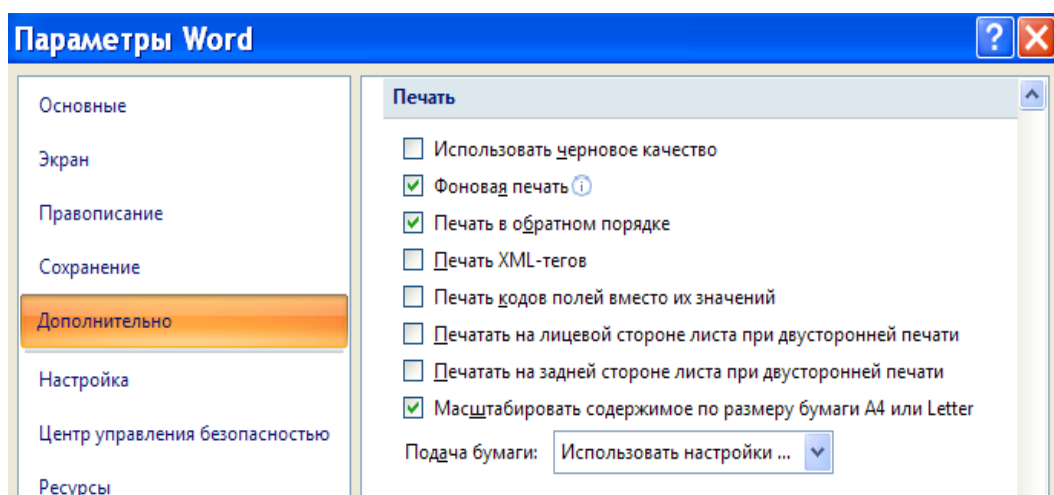 Параметры Word
Основные
Экран
Правописание
Сохранение
Дополнительно
Настройка
Центр управления безопасностью
Ресурсы
Печать
Использовать черновое качество
Фоновая печать
Печать в обратном порядке
Печать XML-тегов
Печать кодов полей вместо их значений
Печатать на лицевой стороне листа при двусторонней печати
Печатать на задней стороне листа при двусторонней печати
Масштабировать содержимое по размеру бумаги A4 или Letter
Подача бумаги: Использовать настройки ...